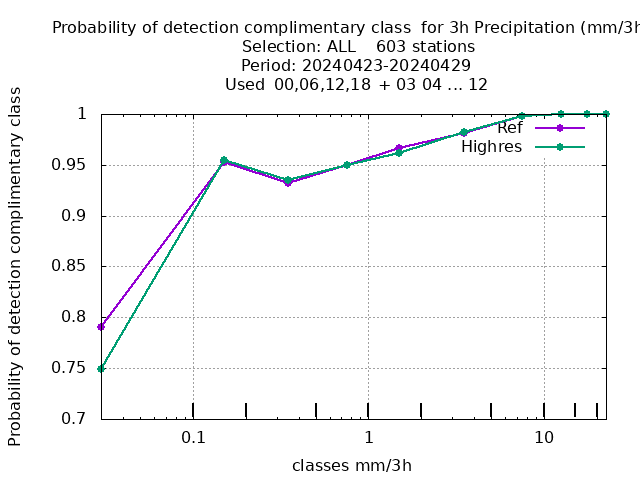 Probability of detection complimentary class for 3h Precipitation (mm/3h
Selection: ALL 603 stations
Period: 20240423-20240429
Used 00,06,12,18 + 03 04 ... 12
Probability of detection complimentary class
1
0.95
0.9
0.85
0.8
0.75
0.7
Ref
Highres
0.1 1 10
classes mm/3h